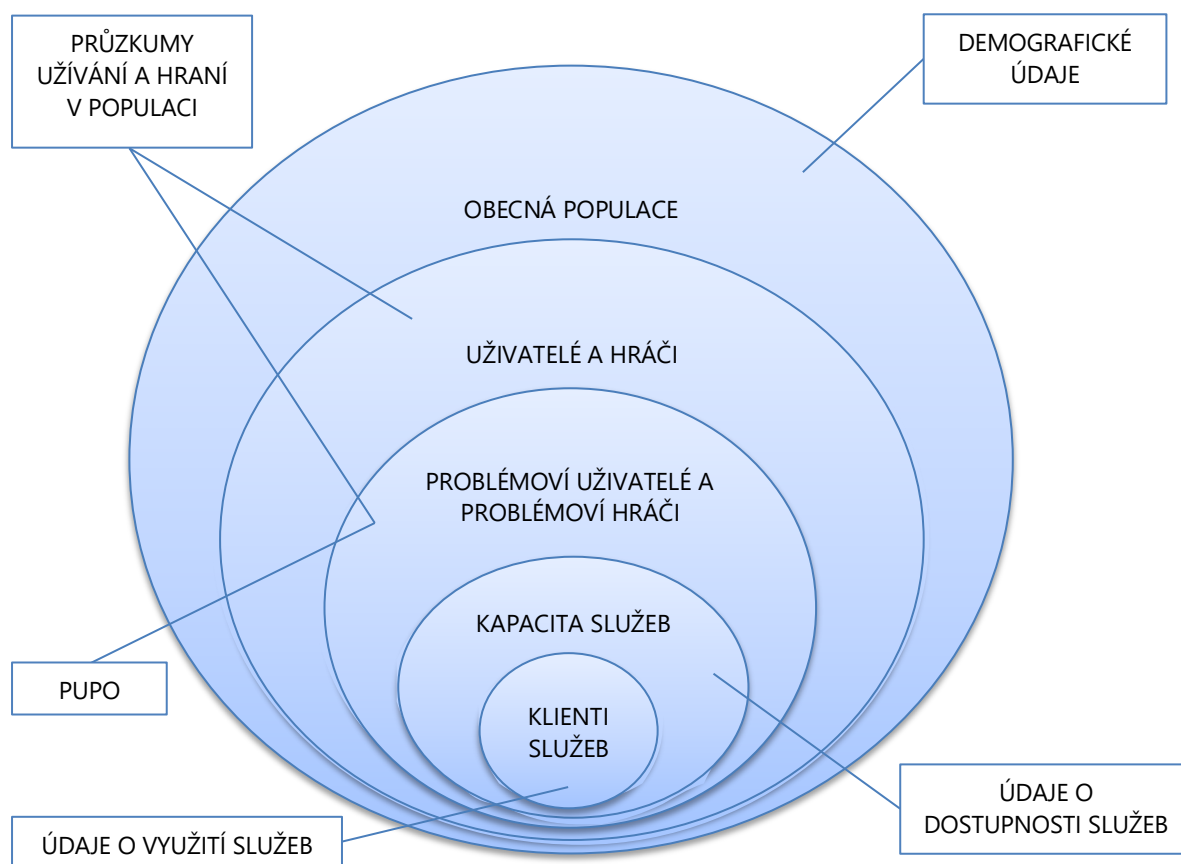 PRŮZKUMY
UŽÍVÁNÍ A HRANÍ
V POPULACI
DEMOGRAFICKÉ
ÚDAJE
OBECNÁ POPULACE
UŽIVATELÉ A HRÁČI
PROBLÉMOVÍ UŽIVATELÉ A
PROBLÉMOVÍ HRÁČI
KAPACITA SLUŽEB
PUPO
KLIENTI
SLUŽEB
ÚDAJE O
DOSTUPNOSTI SLUŽEB
ÚDAJE O VYUŽITÍ SLUŽEB